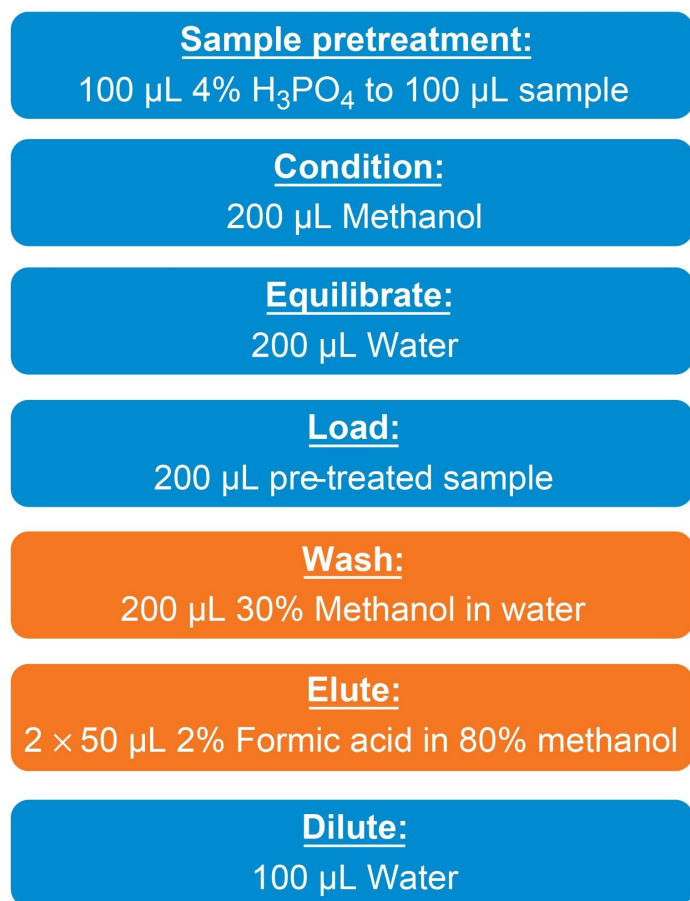 Sample pretreatment:
100 µL 4% H₃PO₄ to 100 µL sample
Condition:
200 µL Methanol
Equilibrate:
200 µL Water
Load:
200 µL pre-treated sample
Wash:
200 µL 30% Methanol in water
Elute:
2 × 50 µL 2% Formic acid in 80% methanol
Dilute:
100 µL Water